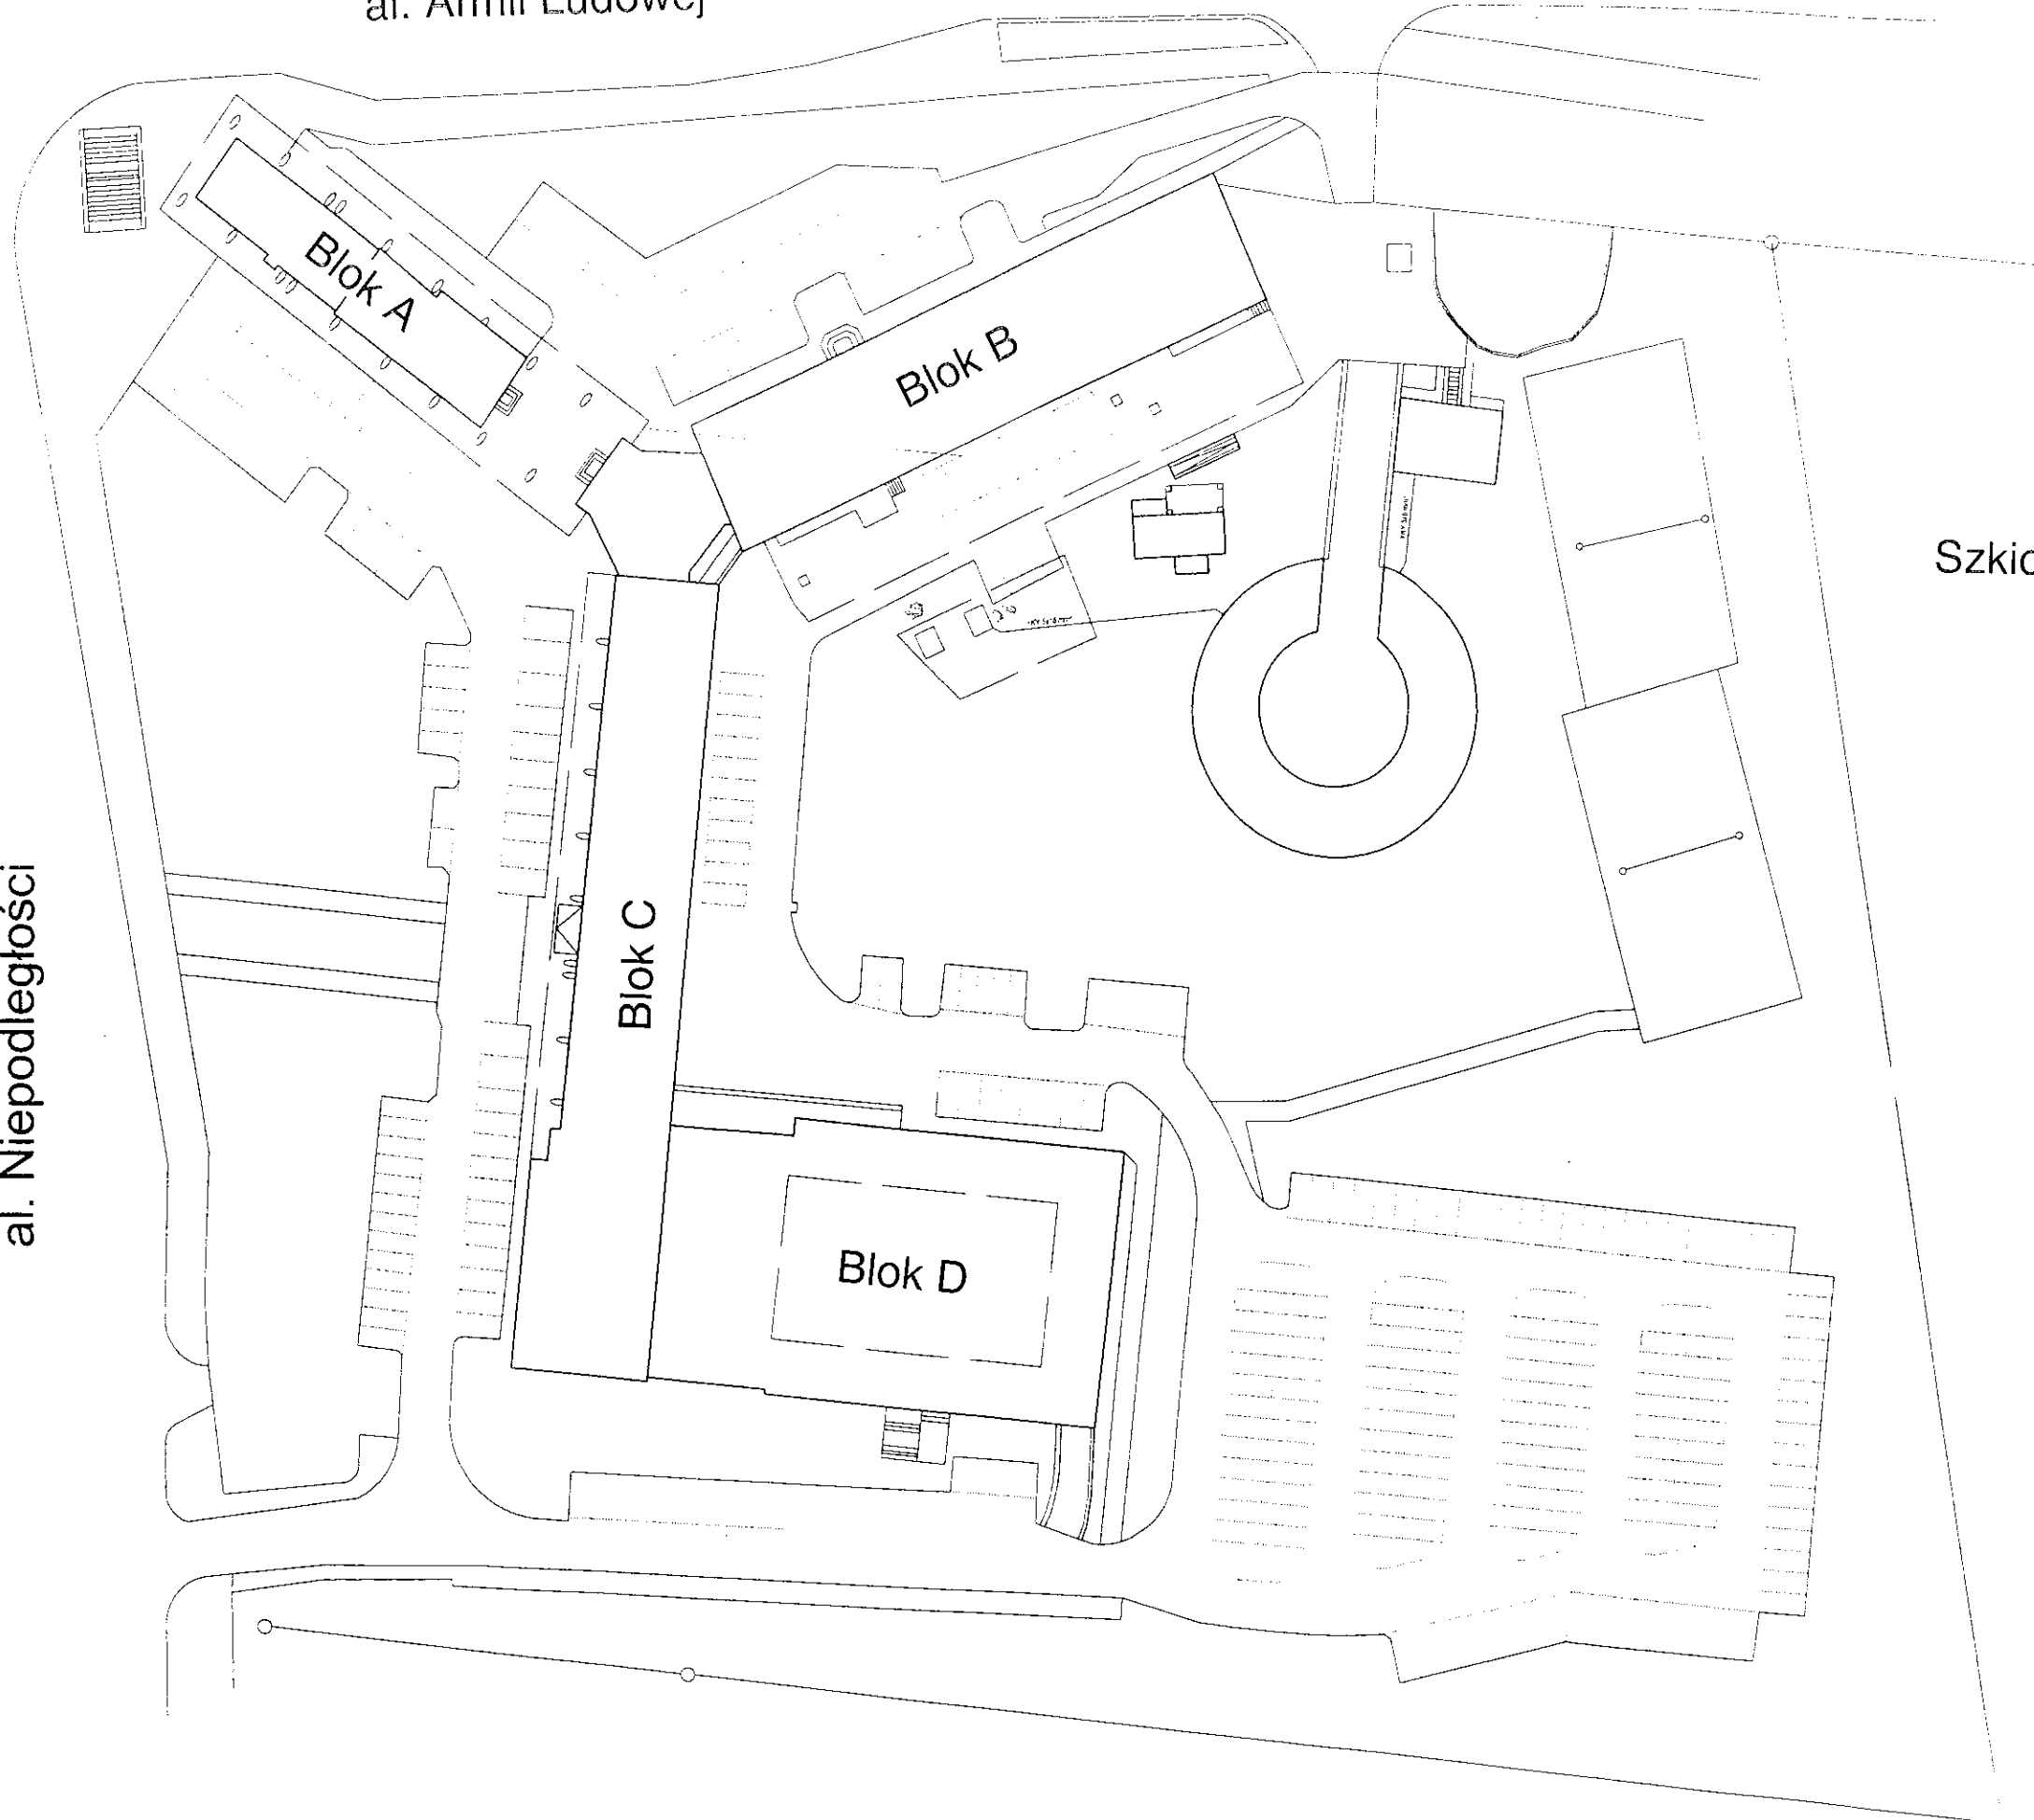 al. Armii Ludowej
Blok A
Blok B
Szkic
Blok C
al. Niepodległości
Blok D